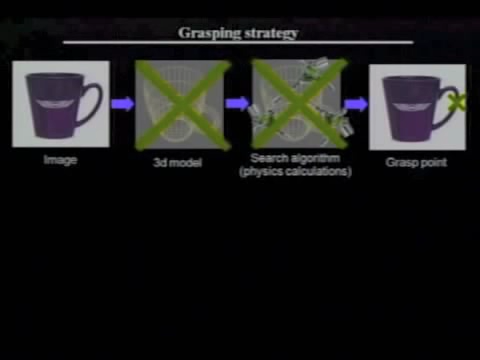 Grasping strategy
Image
3d model
Search algorithm
(physics calculations)
Grasp point